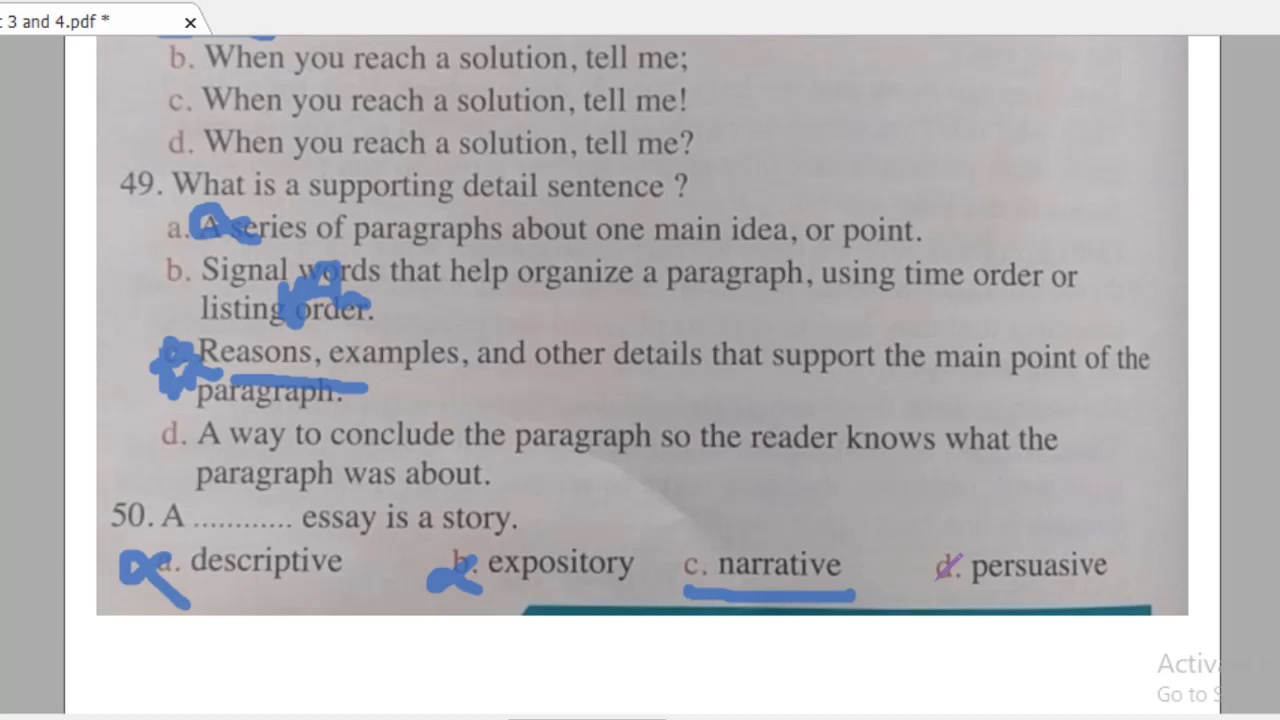 3 and 4.pdf *
b. When you reach a solution, tell me;
c. When you reach a solution, tell me!
d. When you reach a solution, tell me?
49. What is a supporting detail sentence ?
a. A series of paragraphs about one main idea, or point.
b. Signal words that help organize a paragraph, using time order or
listing order.
c. Reasons, examples, and other details that support the main point of the
paragraph.
d. A way to conclude the paragraph so the reader knows what the
paragraph was about.
50. A ............ essay is a story.
a. descriptive b. expository c. narrative d. persuasive
Go to